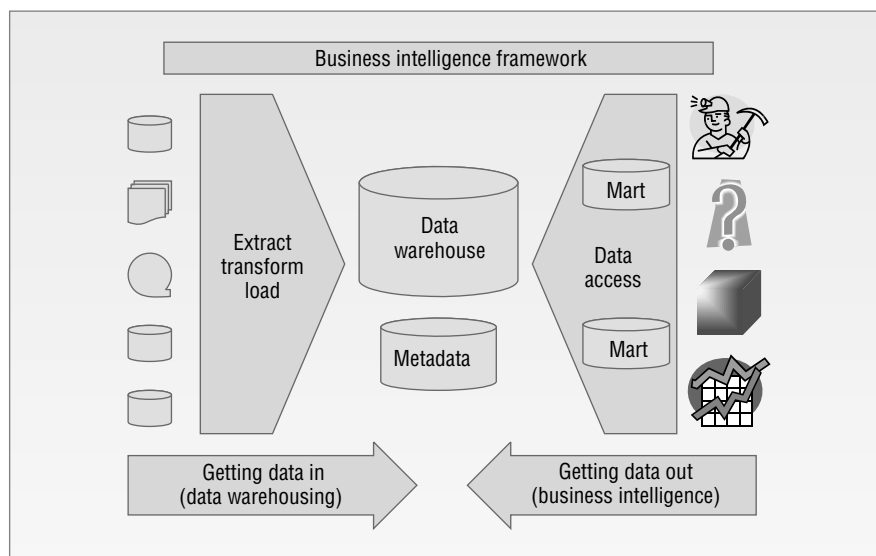 Business intelligence framework
Extract
transform
load
Data
warehouse
Metadata
Mart
Data
access
Mart
Getting data in
(data warehousing)
Getting data out
(business intelligence)